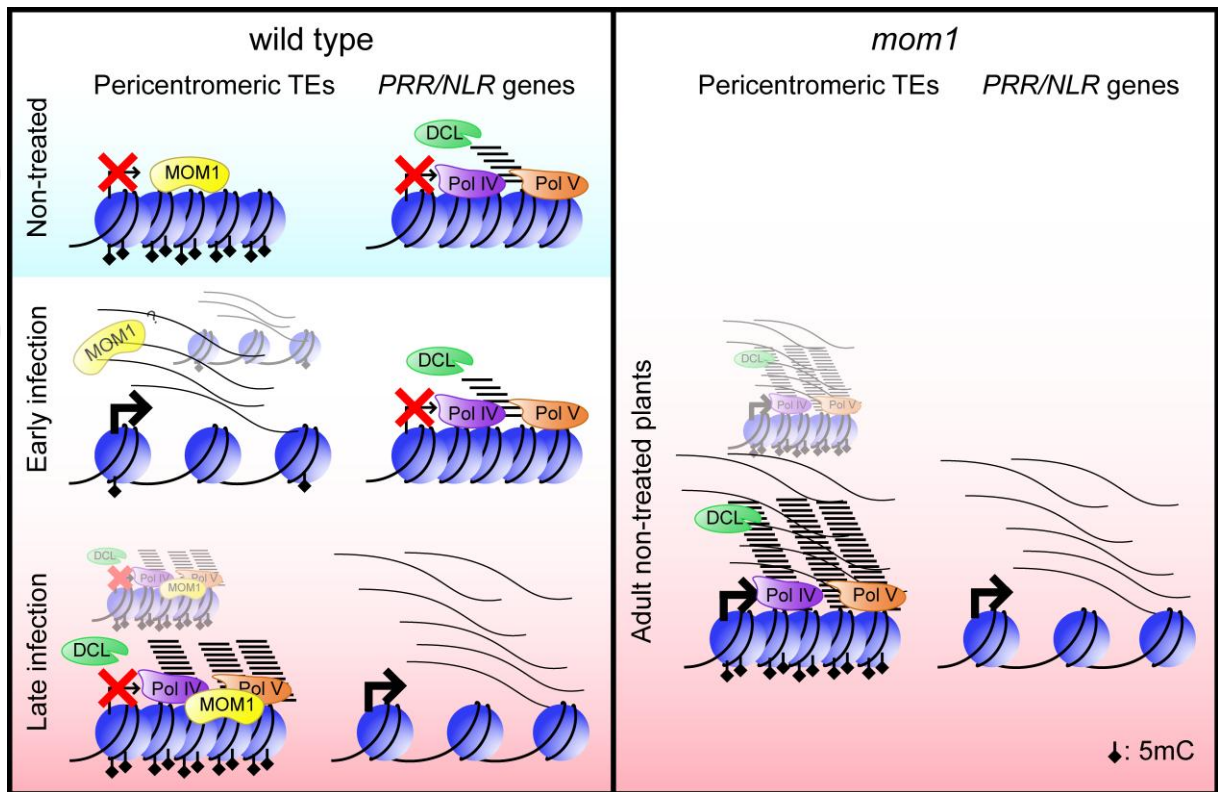 wild type
Pericentromeric TEs PRR/NLR genes
Non-treated
MOM1
DCL
Pol IV Pol V
Early infection
MOM1 ?
DCL
Pol IV Pol V
Late infection
DCL
Pol IV Pol V
MOM1
DCL
Pol IV Pol V
MOM1
mom1
Pericentromeric TEs PRR/NLR genes
Adult non-treated plants
DCL
Pol IV Pol V
DCL
Pol IV Pol V
: 5mC